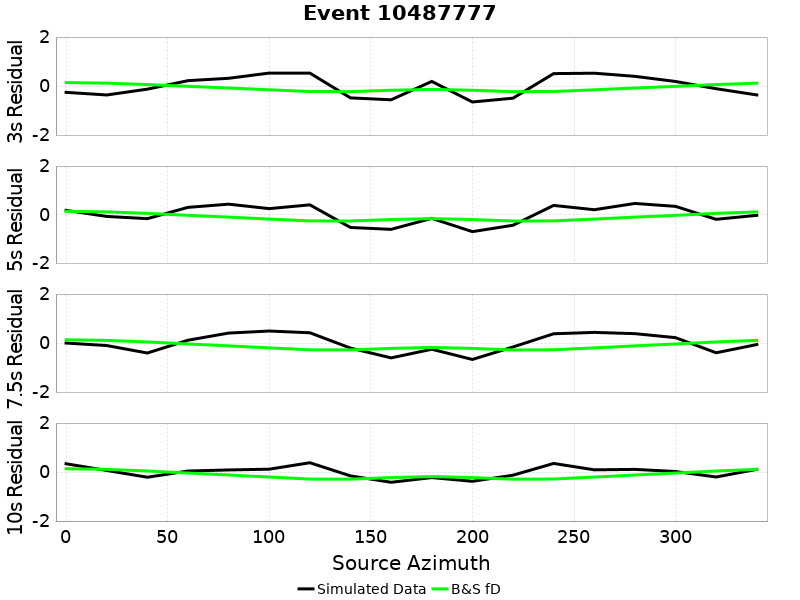 Event 10487777
3s Residual
2
0
-2
5s Residual
2
0
-2
7.5s Residual
2
0
-2
10s Residual
2
0
-2
0 50 100 150 200 250 300
Source Azimuth
Simulated Data B&S fD